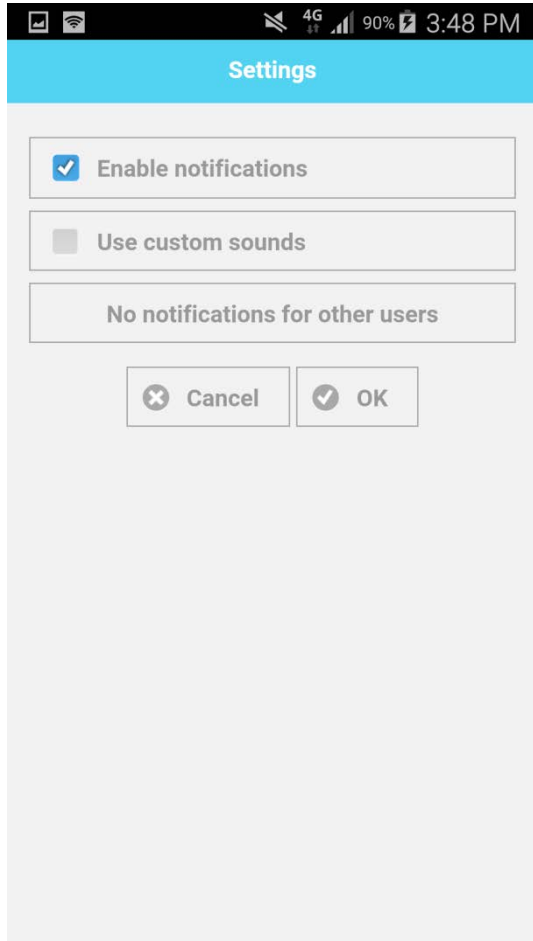 4G 90% 3:48 PM
Settings
Enable notifications
Use custom sounds
No notifications for other users
Cancel OK